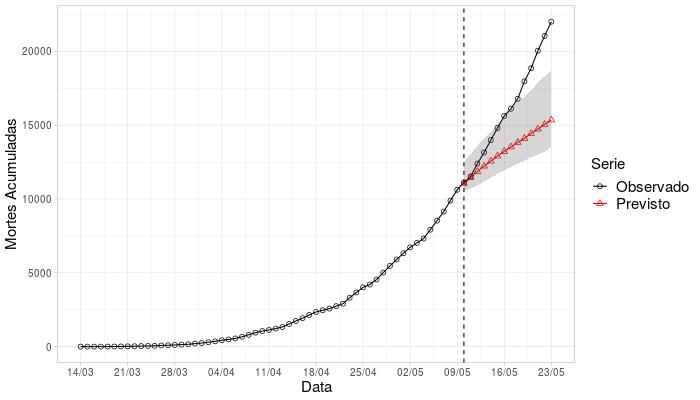 Mortes Acumuladas
20000
15000
10000
5000
0
14/03 21/03 28/03 04/04 11/04 18/04 25/04 02/05 09/05 16/05 23/05
Data
Serie
Observado
Previsto